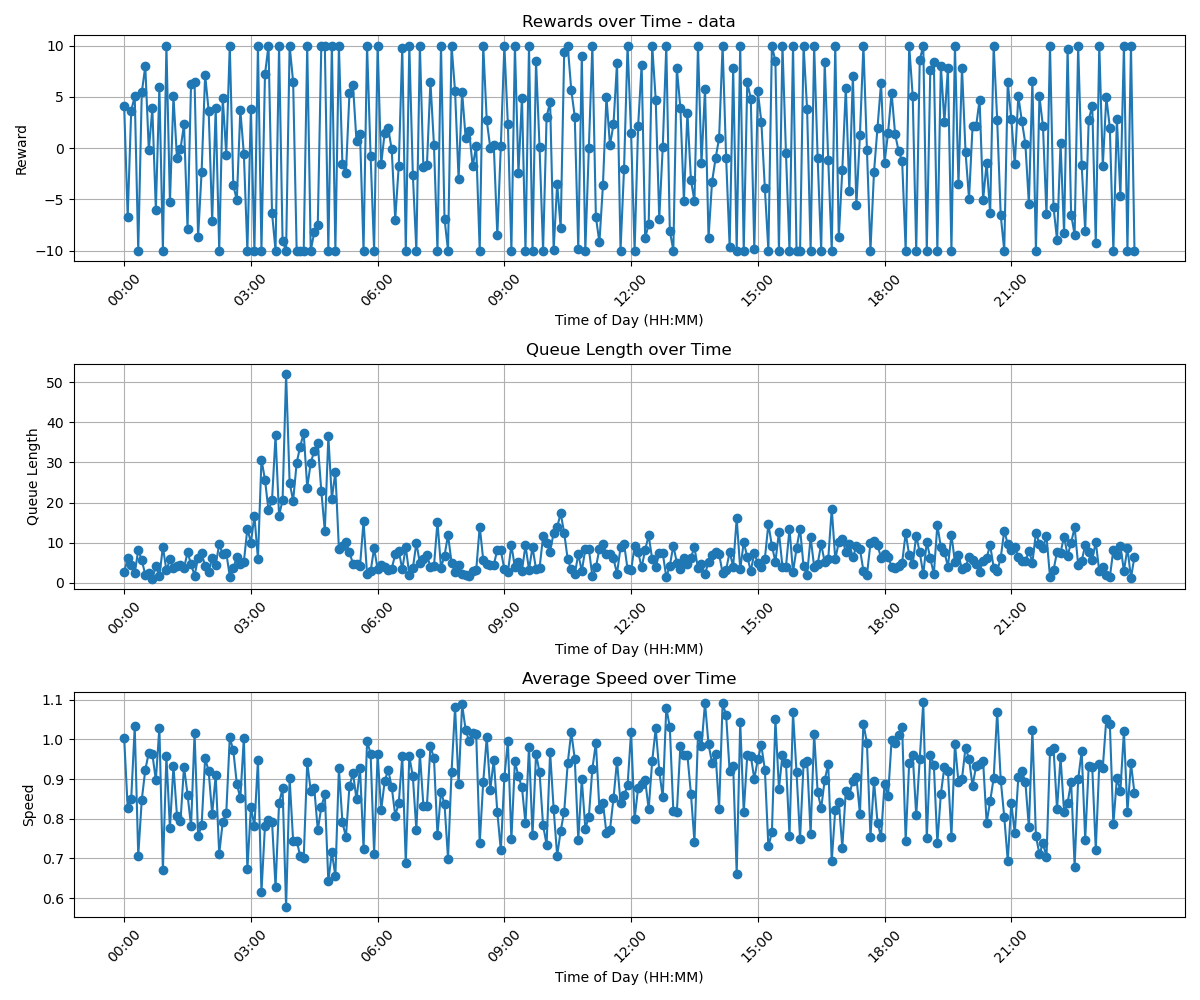 Rewards over Time - data
10
5
0
−5
−10
Reward
00:00 03:00 06:00 09:00 12:00 15:00 18:00 21:00
Time of Day (HH:MM)
Queue Length over Time
50
40
30
20
10
0
Queue Length
00:00 03:00 06:00 09:00 12:00 15:00 18:00 21:00
Time of Day (HH:MM)
Average Speed over Time
1.1
1.0
0.9
0.8
0.7
0.6
Speed
00:00 03:00 06:00 09:00 12:00 15:00 18:00 21:00
Time of Day (HH:MM)